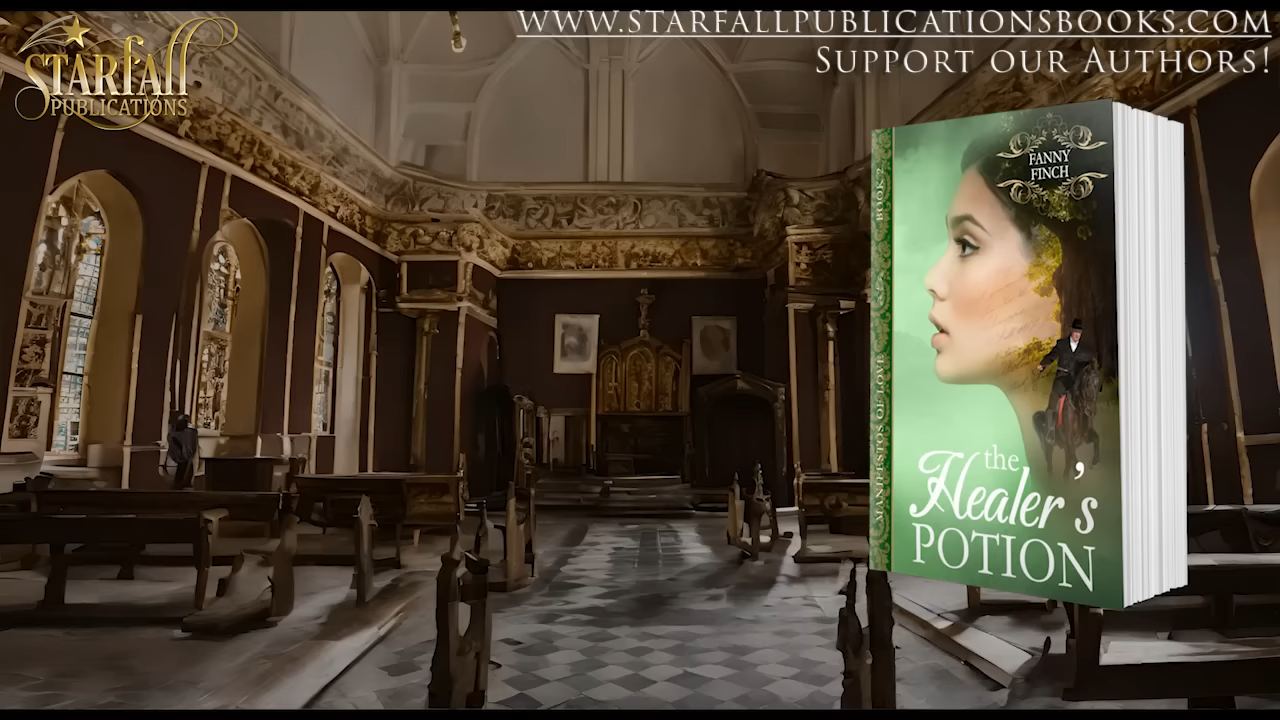 STARfall
PUBLICATIONS
WWW.STARFALLPUBLICATIONSBOOKS.COM
SUPPORT OUR AUTHORS!
BOOK 2
MANIFESTOS OF LOVE
FANNY
FINCH
the
Healer's
POTION